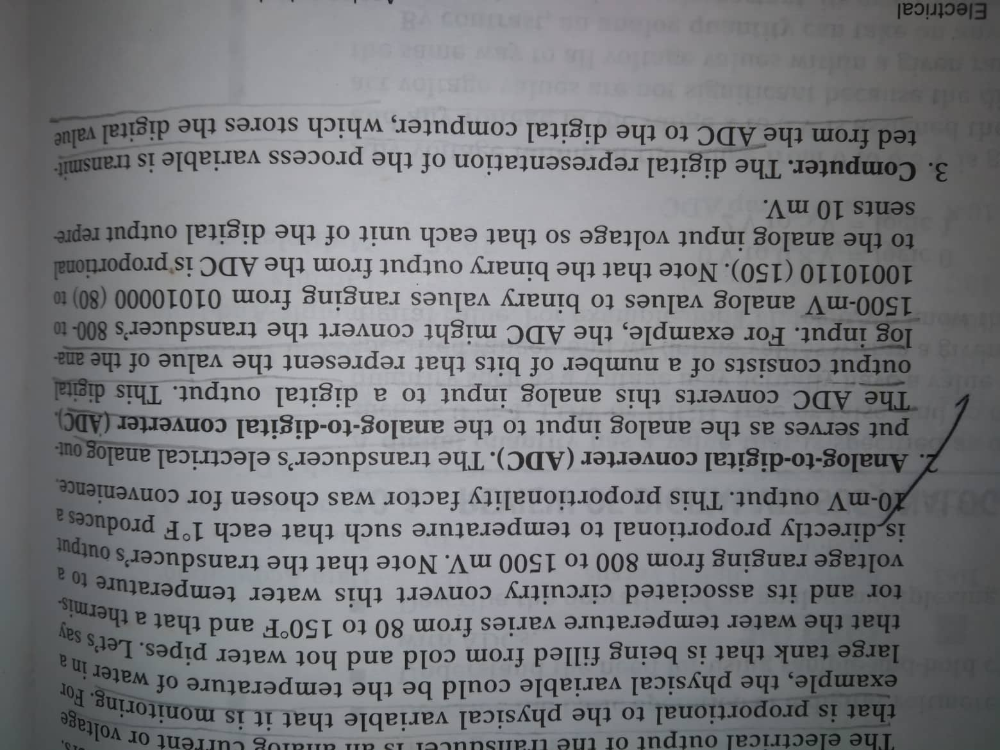 The electrical output of the transducer is an analog current or voltage
that is proportional to the physical variable that it is monitoring. For
example, the physical variable could be the temperature of water in a
large tank that is being filled from cold and hot water pipes. Let's say
that the water temperature varies from 80 to 150°F and that a thermis-
tor and its associated circuitry convert this water temperature to a
voltage ranging from 800 to 1500 mV. Note that the transducer's output
is directly proportional to temperature such that each 1°F produces a
10-mV output. This proportionality factor was chosen for convenience.
2. Analog-to-digital converter (ADC). The transducer's electrical analog out-
put serves as the analog input to the analog-to-digital converter (ADC).
The ADC converts this analog input to a digital output. This digital
output consists of a number of bits that represent the value of the ana-
log input. For example, the ADC might convert the transducer's 800- to
1500-mV analog values to binary values ranging from 01010000 (80) to
10010110 (150). Note that the binary output from the ADC is proportional
to the analog input voltage so that each unit of the digital output repre-
sents 10 mV.
3. Computer. The digital representation of the process variable is transmit-
ted from the ADC to the digital computer, which stores the digital value
Electrical